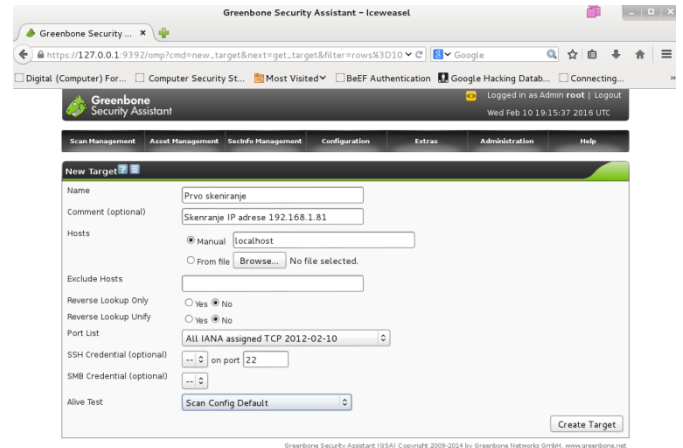 Greenbone Security Assistant - Iceweasel
Greenbone Security ...
https://127.0.0.1:9392/omp?cmd=new_target&next=get_target&filter=rows%3D10
Google
Digital (Computer) For...
Computer Security St...
Most Visited
BeEF Authentication
Google Hacking Datab...
Connecting...
Greenbone
Security Assistant
Logged in as Admin root | Logout
Wed Feb 10 19:15:37 2016 UTC
Scan Management
Asset Management
SecInfo Management
Configuration
Extras
Administration
Help
New Target
Name
Prvo skeniranje
Comment (optional)
Skenranje IP adrese 192.168.1.81
Hosts
Manual
localhost
From file
Browse...
No file selected.
Exclude Hosts
Reverse Lookup Only
Yes
No
Reverse Lookup Unify
Yes
No
Port List
All IANA assigned TCP 2012-02-10
SSH Credential (optional)
--
on port
22
SMB Credential (optional)
--
Alive Test
Scan Config Default
Create Target
Greenbone Security Assistant (GSA) Copyright 2009-2014 by Greenbone Networks GmbH, www.greenbone.net